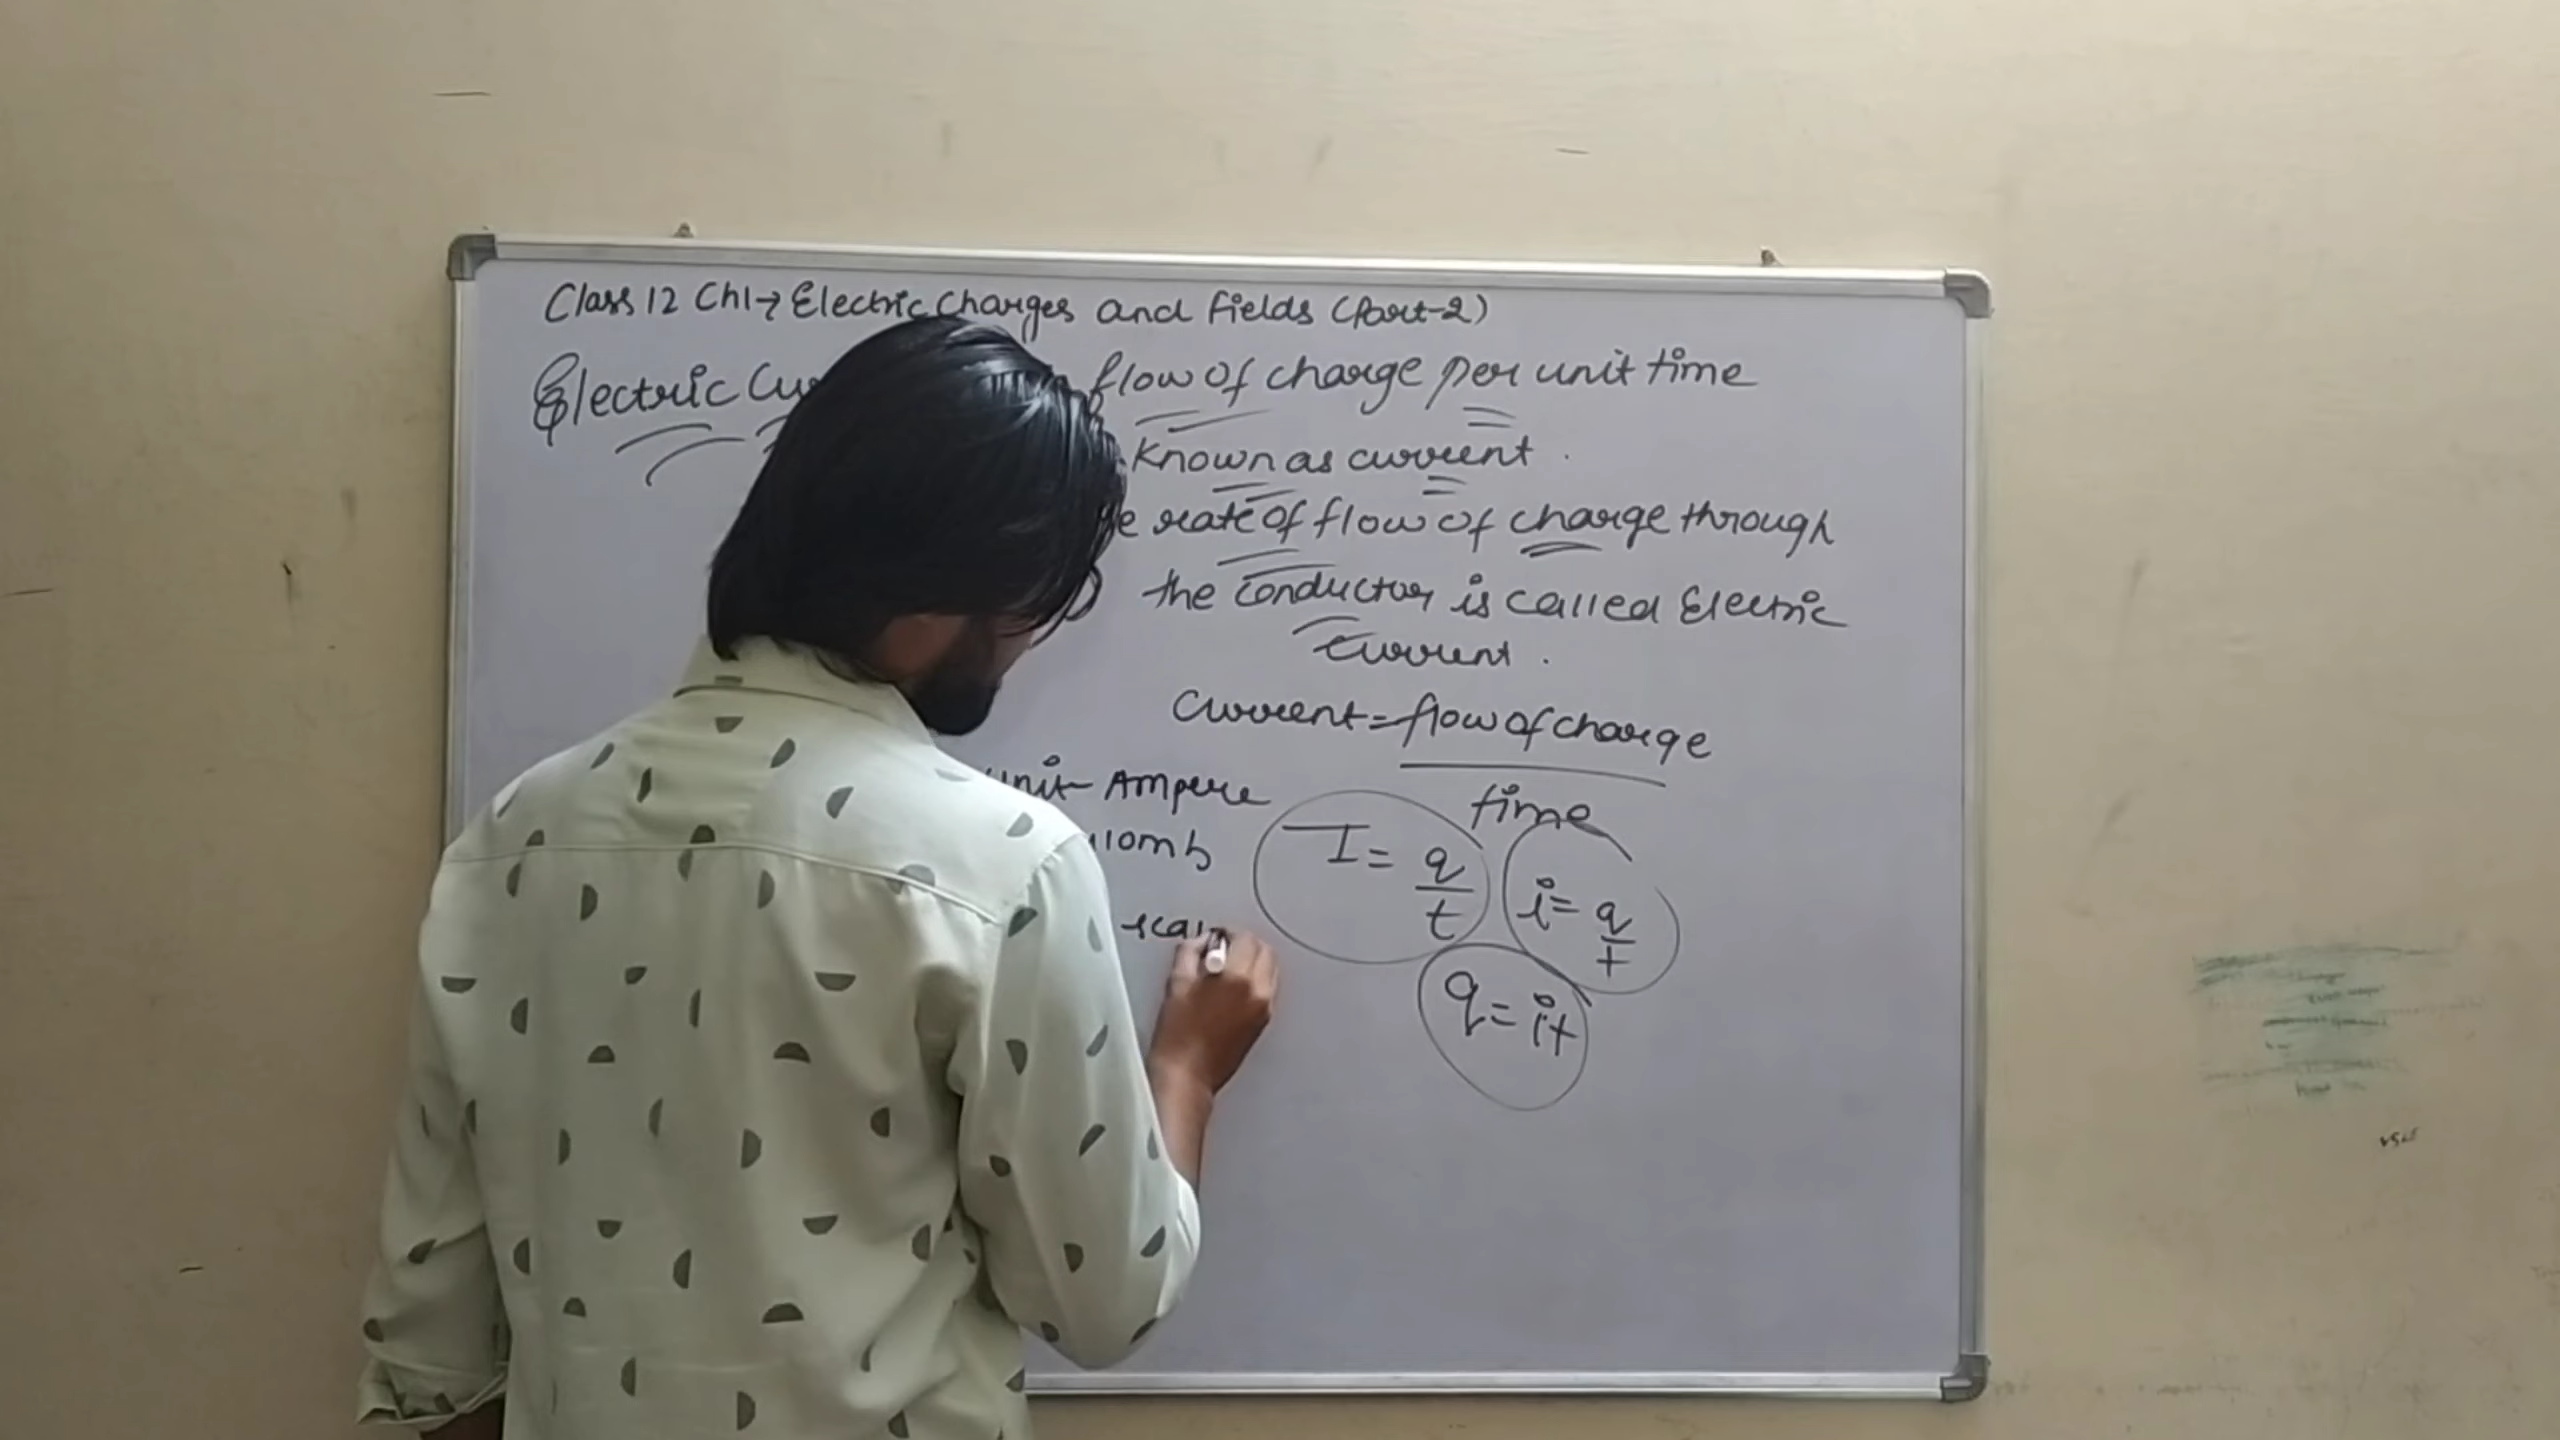 Class 12 Ch1→ Electric Charges and Fields (Part-2)
Electric flow of charge per unit time
known as current.
rate of flow of charge through
the conductor is called Electric
Current.
Current = flow of charge
time
unit- Ampere
I = q/t
i = q/t
q = it